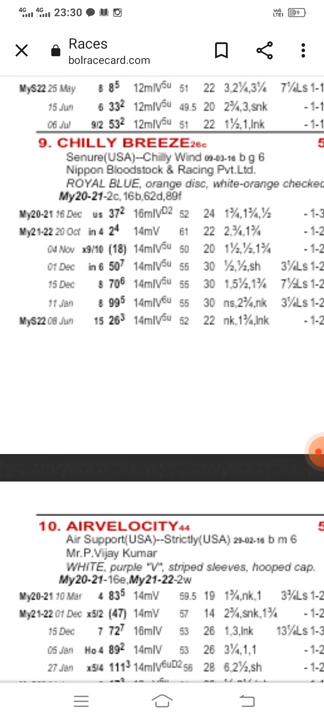 4G 4G 23:30
Races
bolracecard.com
MyS22 25 May 8 8⁵ 12mIV⁵ᵘ 51 22 3,2¼,3¼ 7¼Ls 1-1
15 Jun 6 33² 12mIV⁵ᵘ 49.5 20 2¾,3,snk - 1-1
06 Jul 9/2 53² 12mIV⁵ᵘ 51 22 1½,1,lnk - 1-1
9. CHILLY BREEZE26c 5
Senure(USA)--Chilly Wind 09-03-16 b g 6
Nippon Bloodstock & Racing Pvt.Ltd.
ROYAL BLUE, orange disc, white-orange checked
My20-21-2c,16b,62d,89f
My20-21 16 Dec us 37² 16mIVᴰ² 52 24 1¾,1¾,½ - 1-3
My21-22 20 Oct in 4 2⁴ 14mV 61 22 2,¾,1¾ - 1-2
04 Nov x9/10 (18) 14mIV⁵ᵘ 50 20 1½,½,1¾ - 1-2
01 Dec in 6 50⁷ 14mIV⁵ᵘ 55 30 ½,½,sh 3¼Ls 1-2
15 Dec 8 70⁶ 14mIV⁵ᵘ 55 30 1,5½,1¾ 7½Ls 1-2
11 Jan 8 99⁵ 14mIV⁶ᵘ 55 30 ns,2¾,nk 3¼Ls 1-2
MyS22 08 Jun 15 26³ 14mIV⁵ᵘ 52 22 nk,1¾,lnk - 1-2
10. AIRVELOCITY44 5
Air Support(USA)--Strictly(USA) 29-02-16 b m 6
Mr.P.Vijay Kumar
WHITE, purple "V", striped sleeves, hooped cap.
My20-21-16e,My21-22-2w
My20-21 10 Mar 4 83⁵ 14mV 59.5 19 1¾,nk,1 3¾Ls 1-2
My21-22 01 Dec x5/2 (47) 14mV 57 14 2¾,snk,1¾ - 1-2
15 Dec 7 72⁷ 16mIV 53 26 1,3,lnk 13¼Ls 1-3
05 Jan Ho 4 89² 14mIV 53 26 3¼,1,1 - 1-2
27 Jan x5/4 111³ 14mIV⁶ᵘᴰ² 56 28 6,2½,sh - 1-2